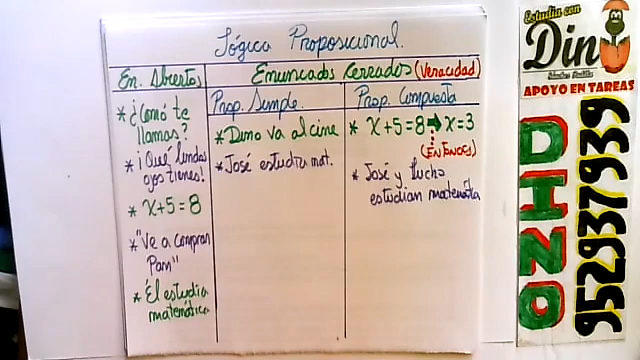 Lógica Proposicional.
En. Abiertos
Enunciados Cerrados (Veracidad)
* ¿Cómo te
llamas?
* ¡Qué lindos
ojos tienes!
* x+5=8
* "Ve a comprar
Pan"
* Él estudia
matemática
Prop. Simple.
* Dino va al cine
* José estudia mat.
Prop. Compuesta
* x+5=8 → x=3
(ENTONCES)
* José y Lucho
estudian matemática
Estudia con
Dino
APOYO EN TAREAS
DINO
952937939